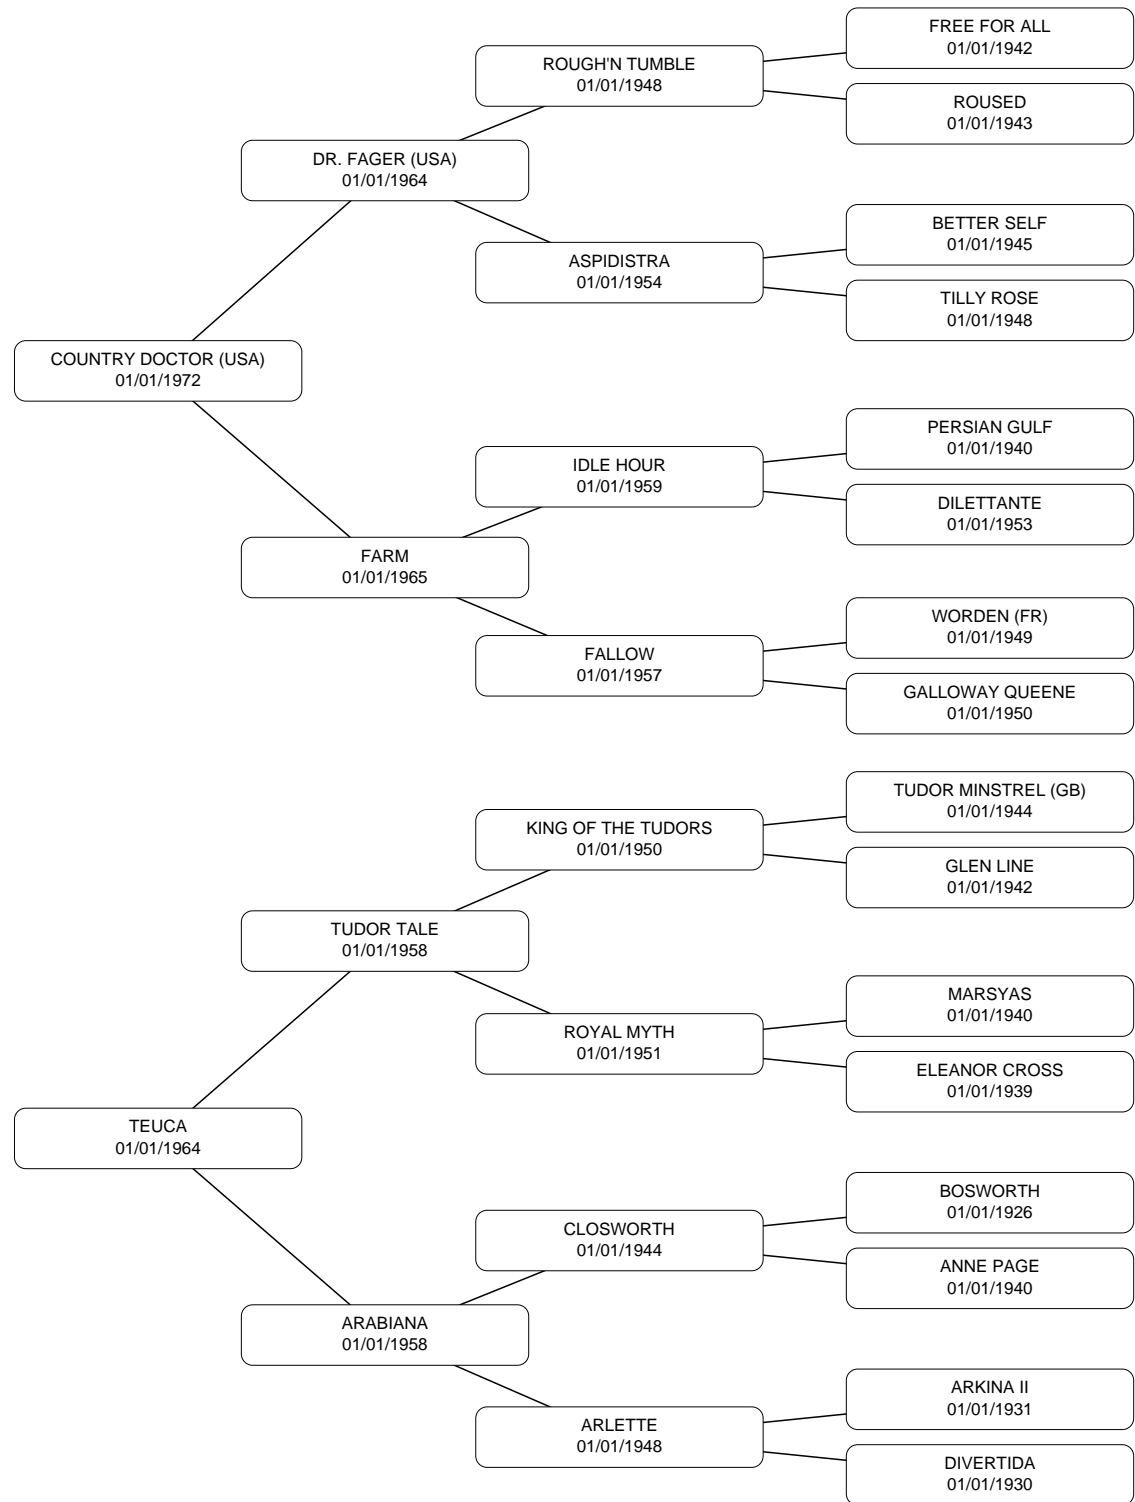 FREE FOR ALL
01/01/1942
ROUGH'N TUMBLE
01/01/1948
ROUSED
01/01/1943
DR. FAGER (USA)
01/01/1964
BETTER SELF
01/01/1945
ASPIDISTRA
01/01/1954
TILLY ROSE
01/01/1948
COUNTRY DOCTOR (USA)
01/01/1972
PERSIAN GULF
01/01/1940
IDLE HOUR
01/01/1959
DILETTANTE
01/01/1953
FARM
01/01/1965
WORDEN (FR)
01/01/1949
FALLOW
01/01/1957
GALLOWAY QUEENE
01/01/1950
TUDOR MINSTREL (GB)
01/01/1944
KING OF THE TUDORS
01/01/1950
GLEN LINE
01/01/1942
TUDOR TALE
01/01/1958
MARSYAS
01/01/1940
ROYAL MYTH
01/01/1951
ELEANOR CROSS
01/01/1939
TEUCA
01/01/1964
BOSWORTH
01/01/1926
CLOSWORTH
01/01/1944
ANNE PAGE
01/01/1940
ARABIANA
01/01/1958
ARKINA II
01/01/1931
ARLETTE
01/01/1948
DIVERTIDA
01/01/1930